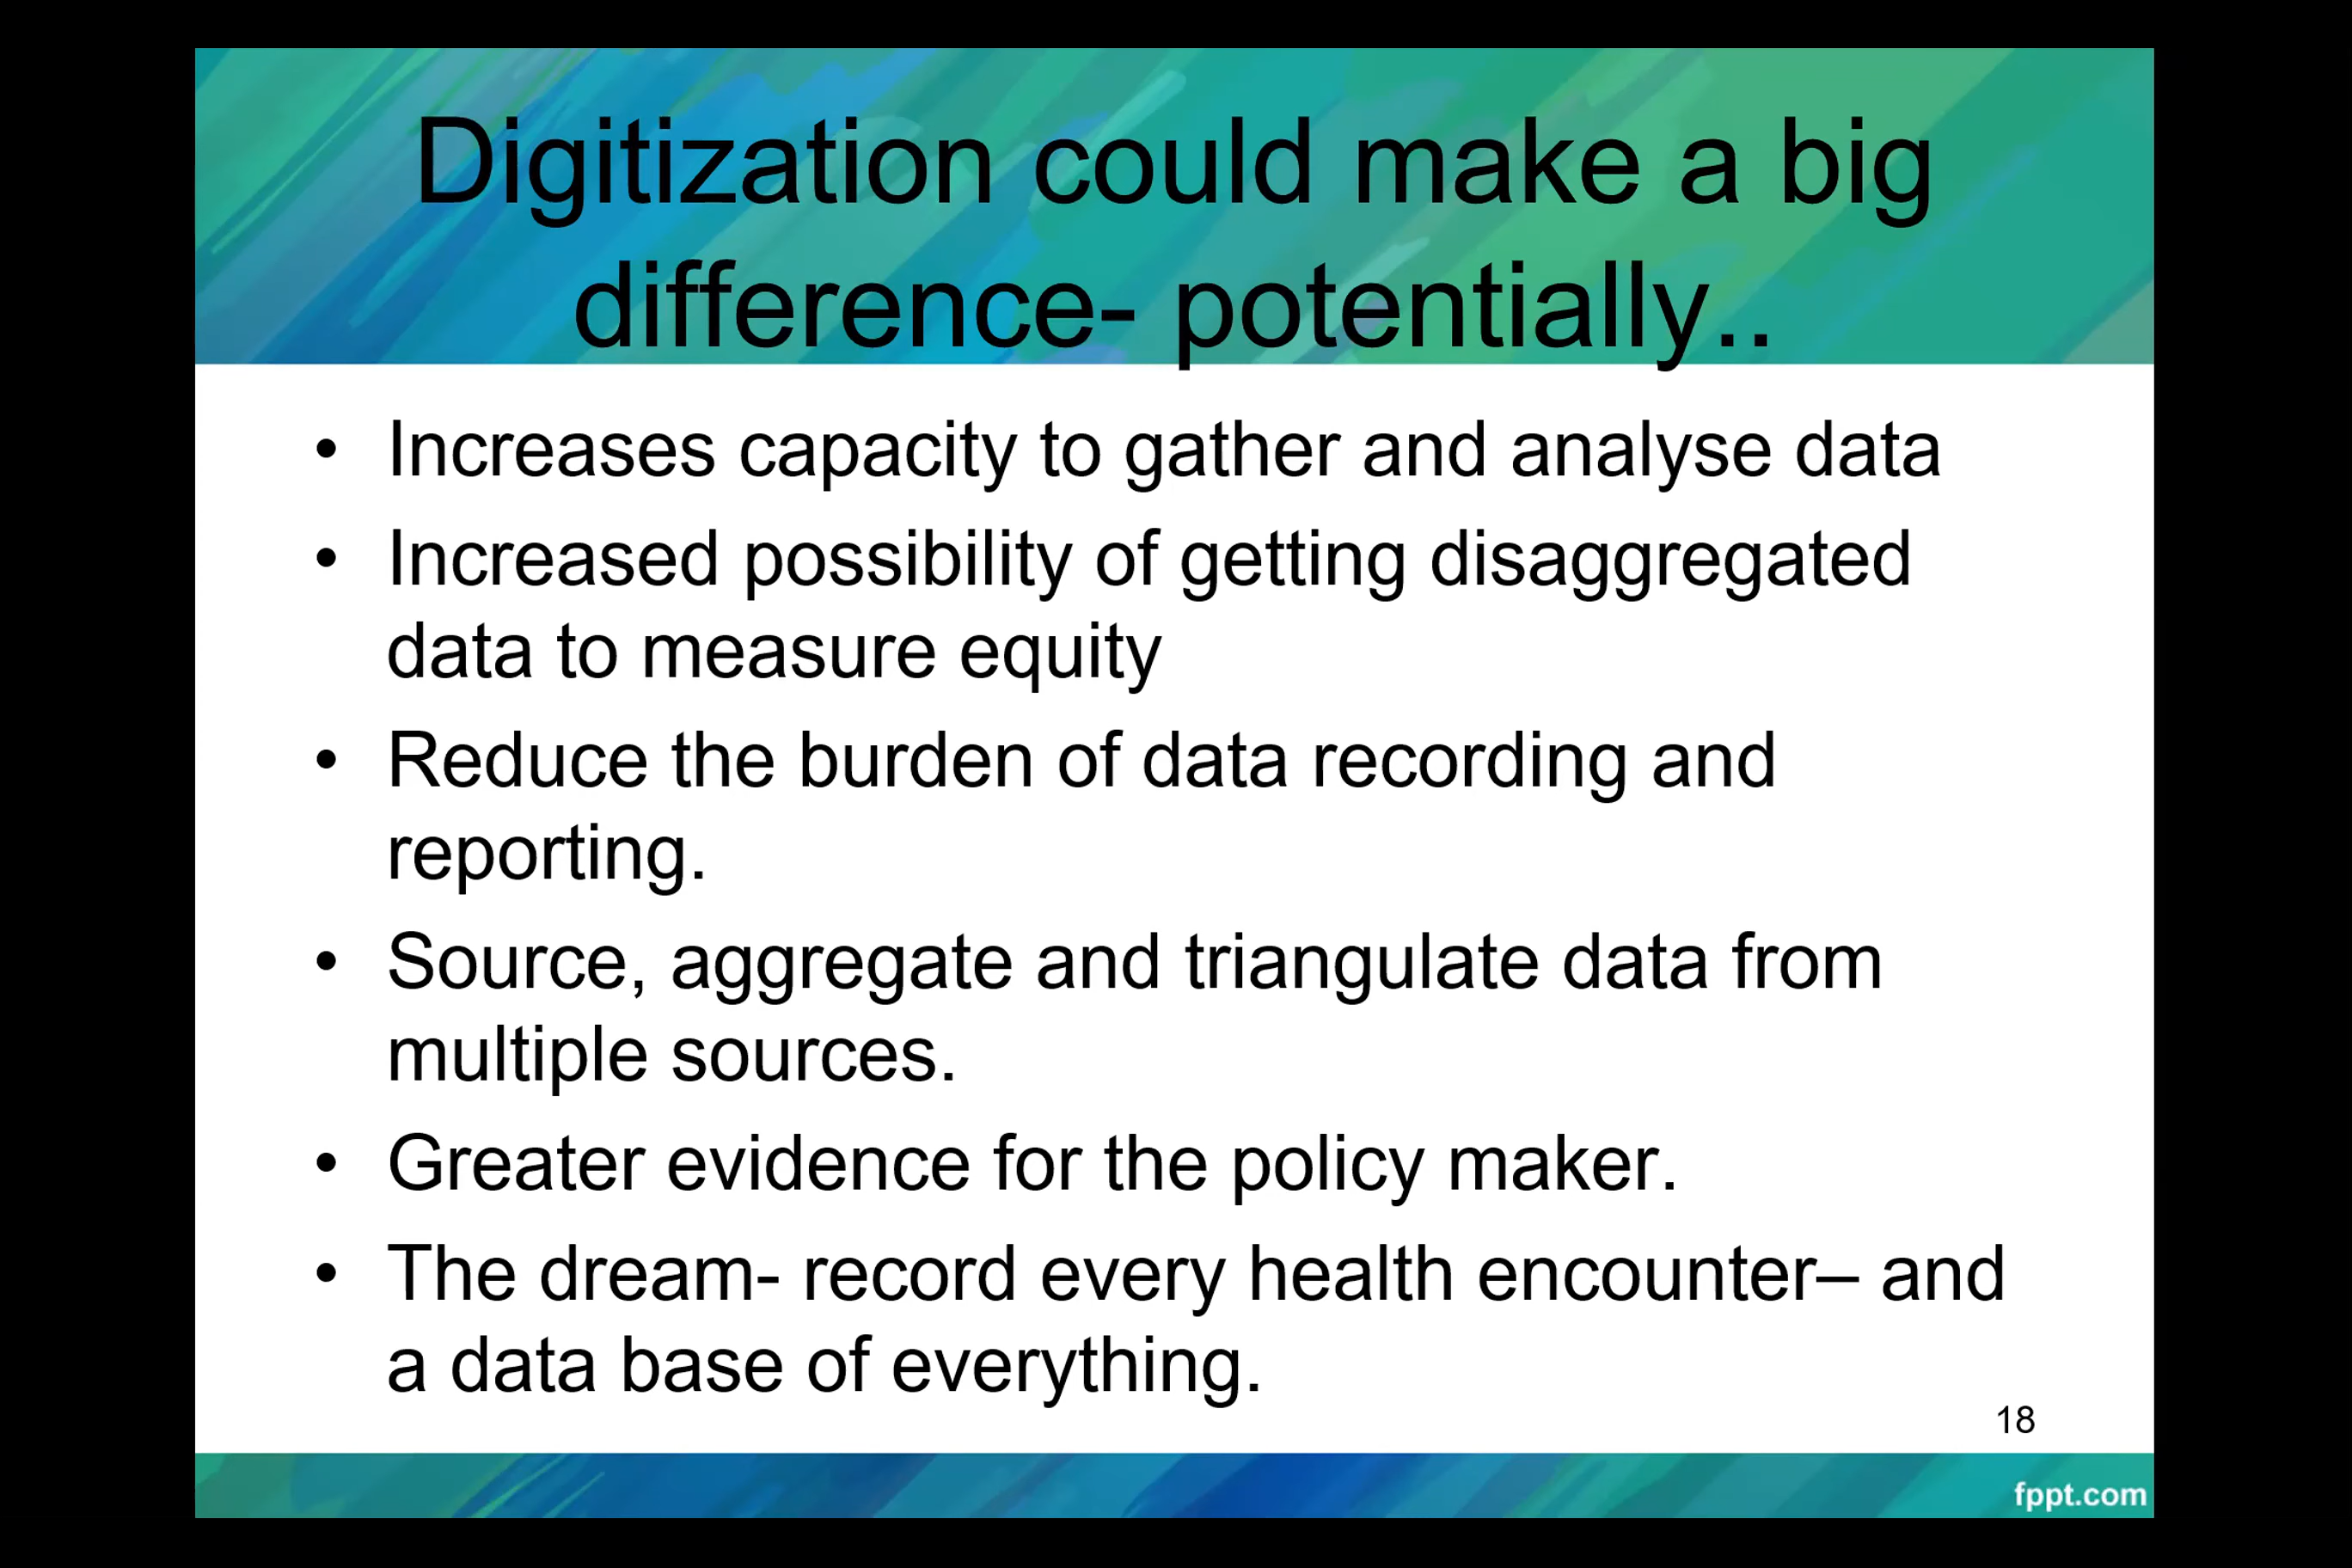 Digitization could make a big
difference- potentially..
• Increases capacity to gather and analyse data
• Increased possibility of getting disaggregated
data to measure equity
• Reduce the burden of data recording and
reporting.
• Source, aggregate and triangulate data from
multiple sources.
• Greater evidence for the policy maker.
• The dream- record every health encounter– and
a data base of everything.
18
fppt.com